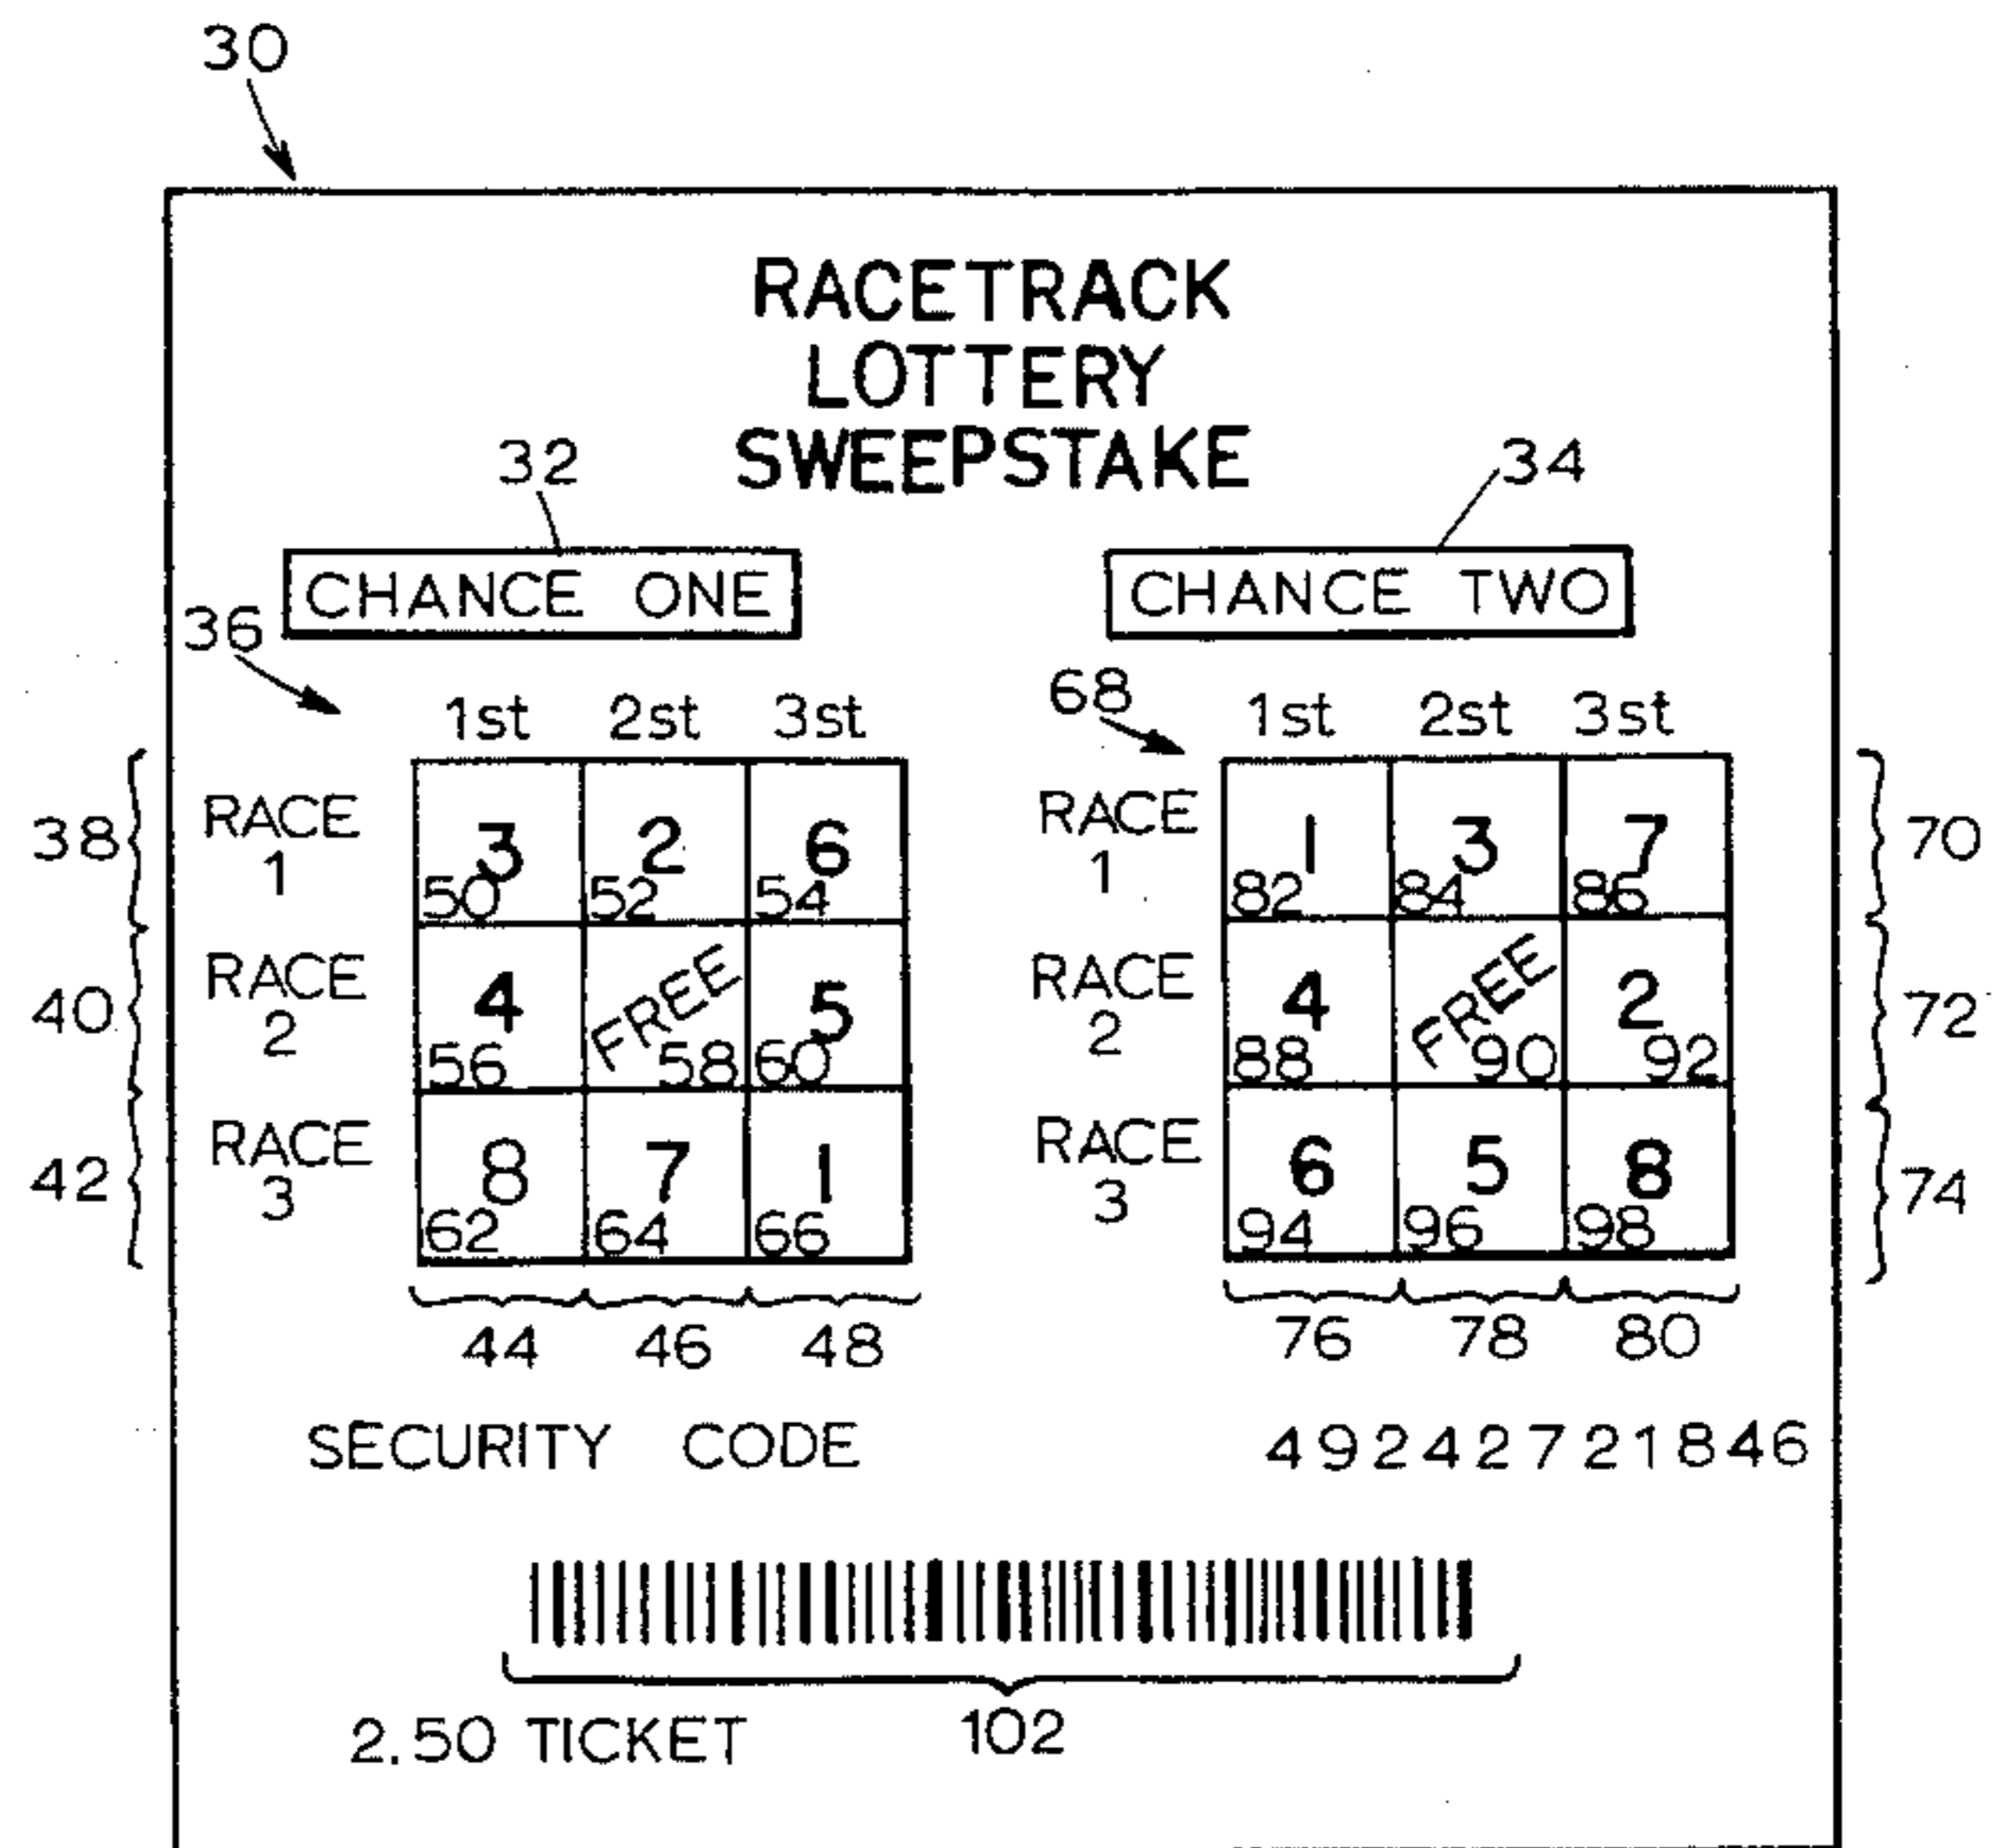 30
RACETRACK
LOTTERY
SWEEPSTAKE
32 34
CHANCE ONE CHANCE TWO
36 68
1st 2st 3st 1st 2st 3st
38 RACE 1 3 50 2 52 6 54 RACE 1 1 82 3 84 7 86 70
40 RACE 2 4 56 FREE 58 5 60 RACE 2 4 88 FREE 90 2 92 72
42 RACE 3 8 62 7 64 1 66 RACE 3 6 94 5 96 8 98 74
44 46 48 76 78 80
SECURITY CODE 49242721846
102
2.50 TICKET